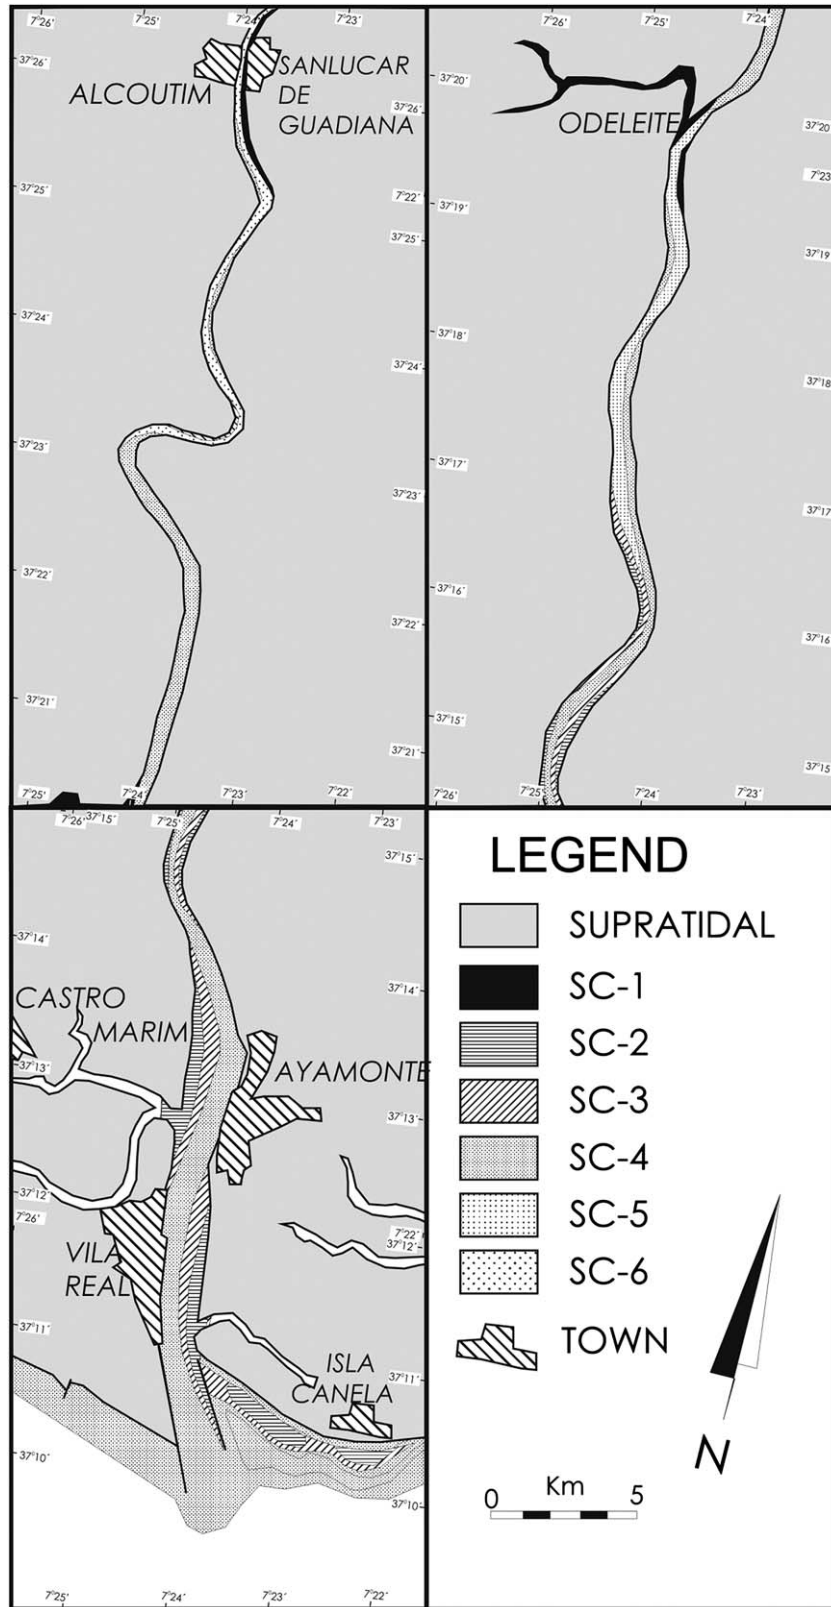 7°26´
7°25´
7°24´
7°23´
37°26´
ALCOUTIM
SANLUCAR
DE
GUADIANA
37°26´
37°25´
7°22´
37°25´
37°24´
37°24´
37°23´
37°23´
37°22´
37°22´
37°21´
37°21´
7°25´
7°24´
7°23´
7°22´
7°26´
7°25´
7°24´
37°20´
ODELEITE
37°20
7°23
37°19´
37°19
37°18´
37°18
37°17´
37°17
37°16´
37°16
37°15´
37°15
7°26´
7°25´
7°24´
7°23´
7°26´
37°15´
7°25´
7°24´
7°23´
37°15´
37°14´
37°14´
CASTRO
MARIM
37°13´
AYAMONTE
37°13´
37°12´
7°26´
7°22´
37°12´
VILA
REAL
37°11´
ISLA
CANELA
37°11´
37°10´
37°10´
7°25´
7°24´
7°23´
7°22´
LEGEND
SUPRATIDAL
SC-1
SC-2
SC-3
SC-4
SC-5
SC-6
TOWN
N
Km
0
5